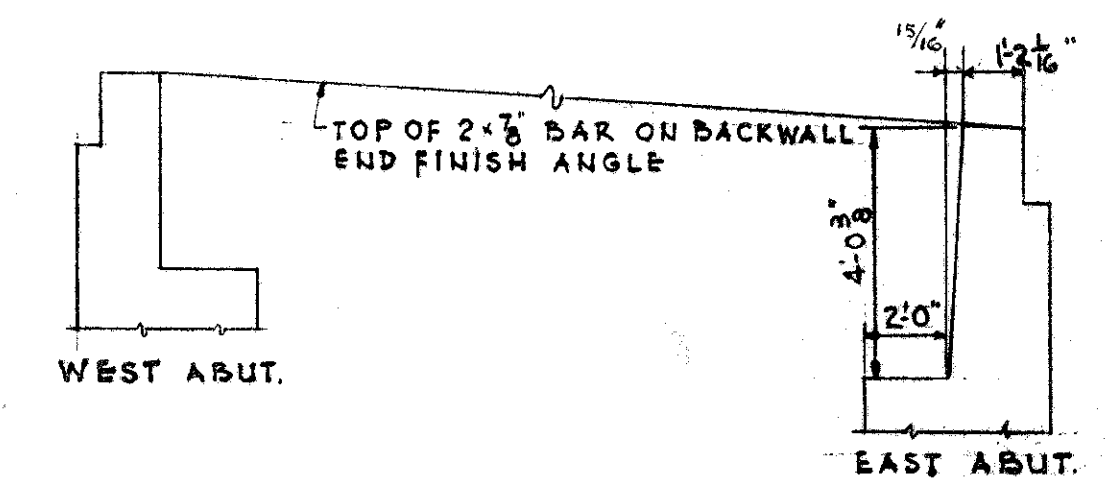 15/16"
1'-2 1/16"
TOP OF 2 x 7/8" BAR ON BACKWALL
END FINISH ANGLE
4'-0 3/8"
2'-0"
WEST ABUT.
EAST ABUT.